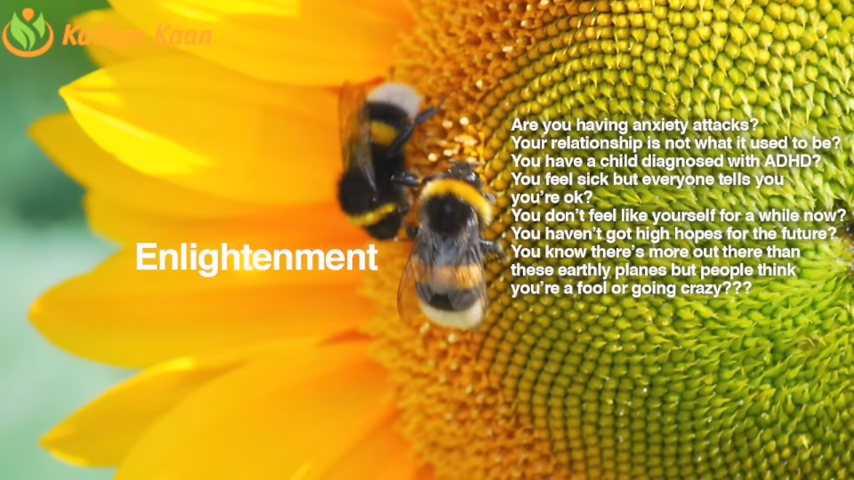 Enlightenment
Are you having anxiety attacks?
Your relationship is not what it used to be?
You have a child diagnosed with ADHD?
You feel sick but everyone tells you
you're ok?
You don't feel like yourself for a while now?
You haven't got high hopes for the future?
You know there's more out there than
these earthly planes but people think
you're a fool or going crazy???